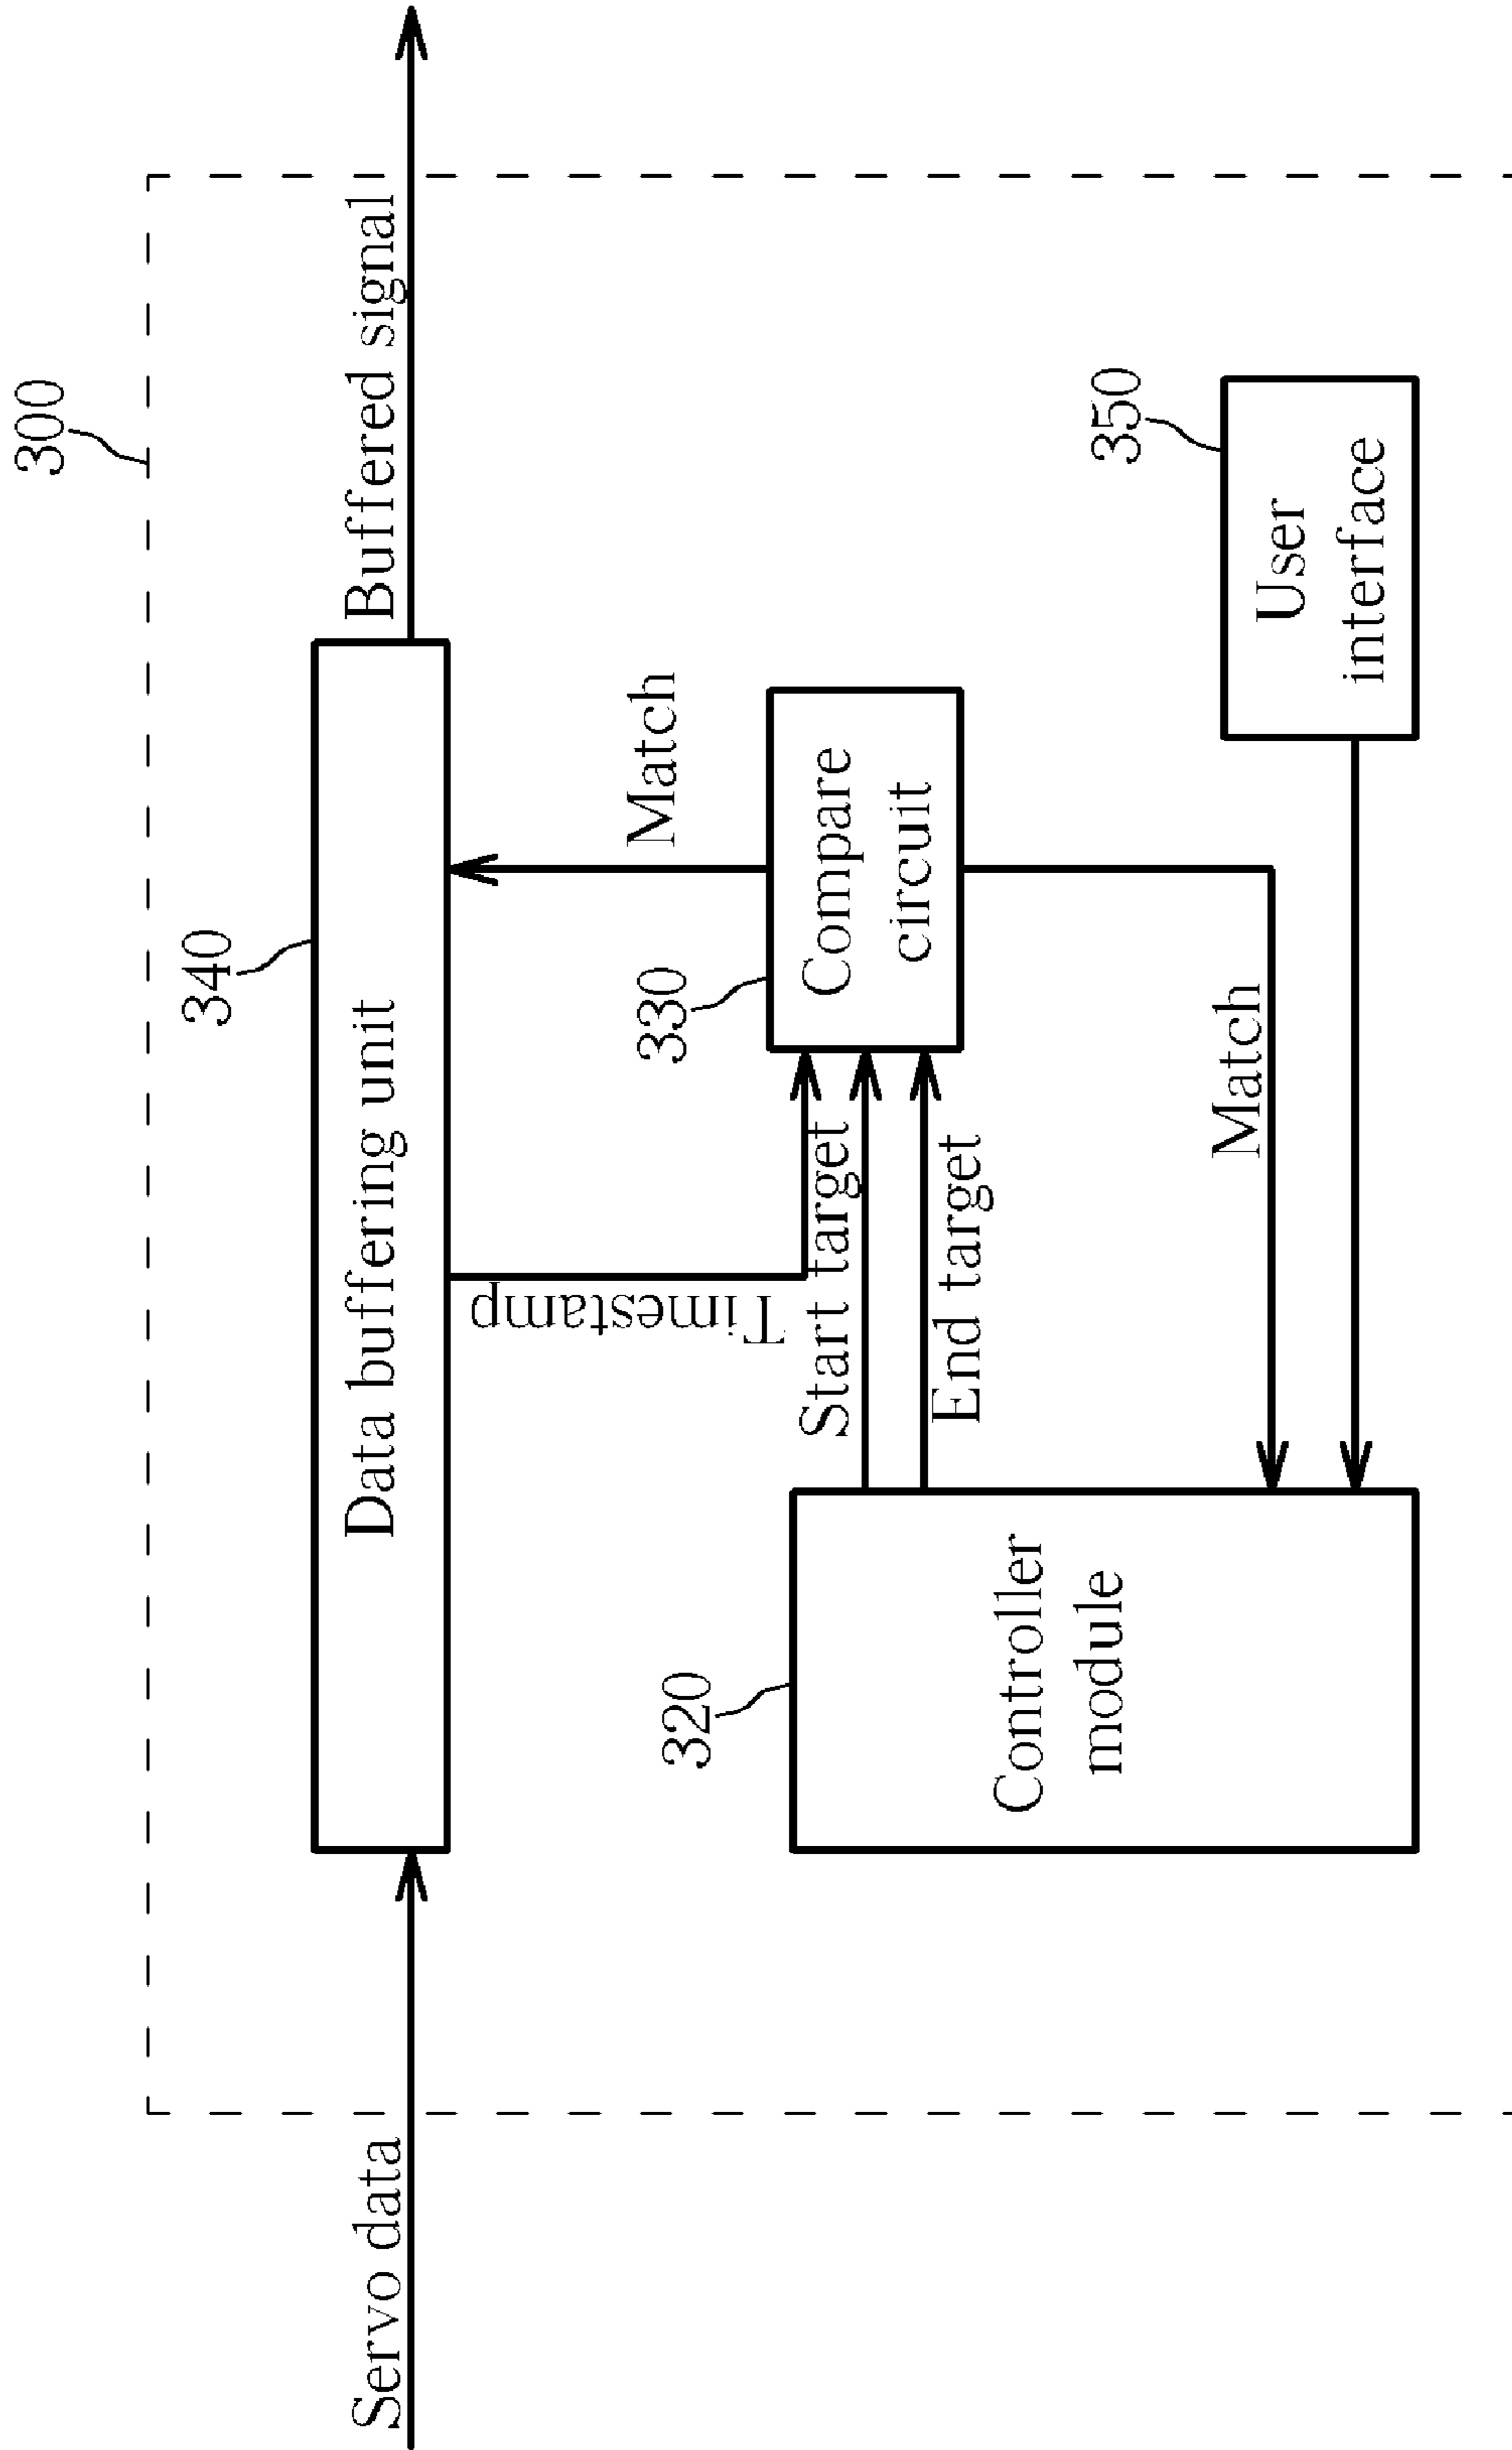 300
Servo data
340
Data buffering unit
Buffered signal
Timestamp
Match
330
Compare
circuit
Start target
End target
320
Controller
module
Match
350
User
interface